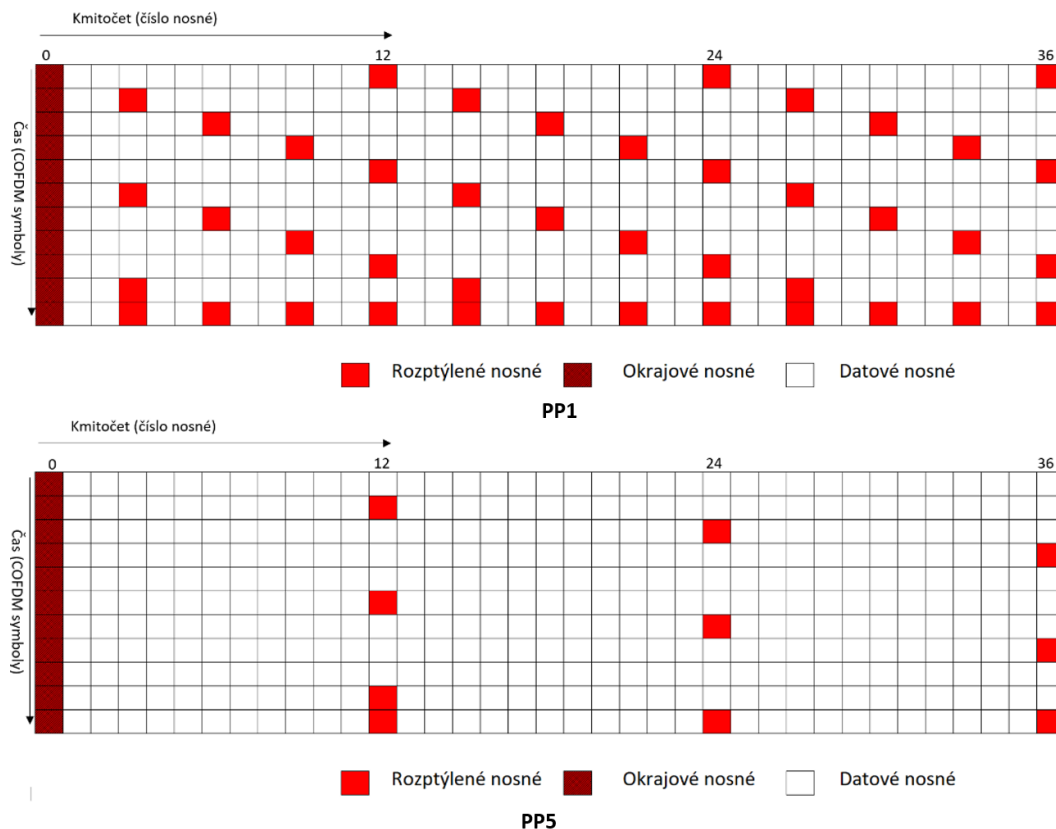 Kmitočet (číslo nosné)
0 12 24 36
Čas (COFDM symboly)
Rozptýlené nosné Okrajové nosné Datové nosné
PP1
Kmitočet (číslo nosné)
0 12 24 36
Čas (COFDM symboly)
Rozptýlené nosné Okrajové nosné Datové nosné
PP5